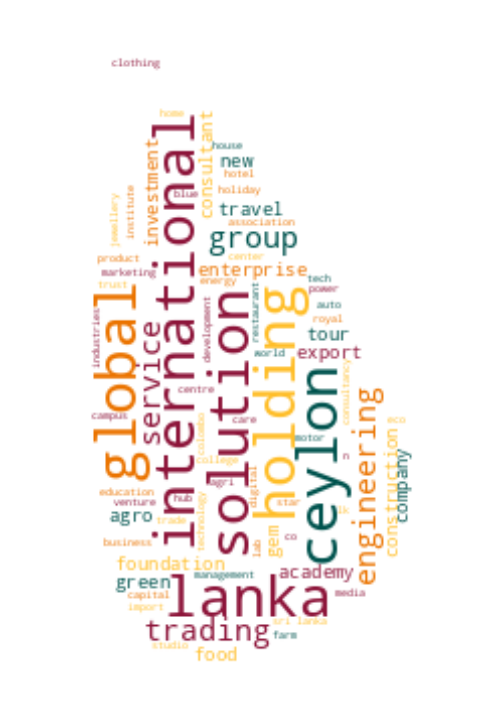 clothing
home
international
consultant
investment
house
new
hotel
blue
holiday
institute
jewellery
travel
association
group
product
center
marketing
enterprise
trust
energy
tech
power
global
solution
holding
restaurant
auto
royal
industries
service
development
tour
world
export
ceylon
consultancy
centre
engineering
campus
care
colombo
eco
construction
motor
company
college
n
agri
digital
education
hub
venture
technology
star
lk
agro
trade
gem
co
business
lab
foundation
academy
management
green
lanka
capital
media
import
trading
sri lanka
farm
studio
food